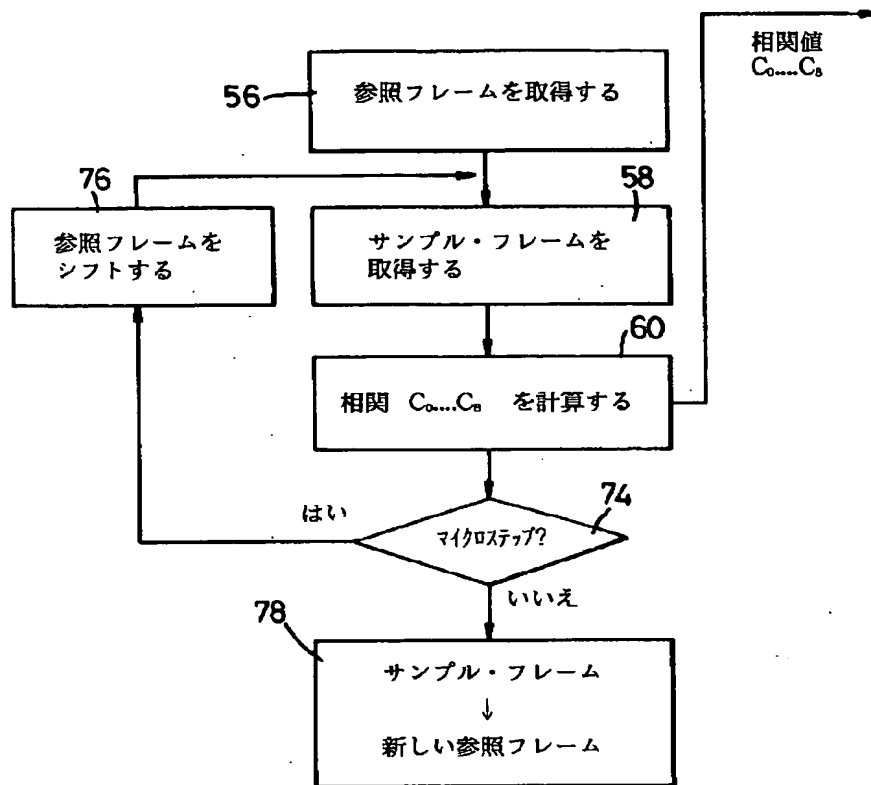 相関値
C₀....C₈
56
参照フレームを取得する
76
58
参照フレームを
シフトする
サンプル・フレームを
取得する
60
相関 C₀....C₈ を計算する
74
はい
マイクロステップ?
いいえ
78
サンプル・フレーム
↓
新しい参照フレーム